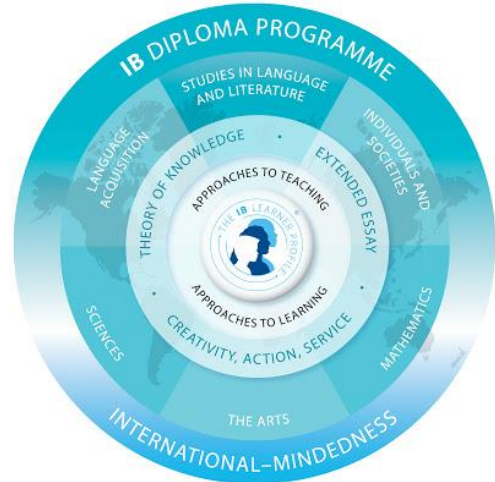 IB DIPLOMA PROGRAMME
STUDIES IN LANGUAGE
AND LITERATURE
LANGUAGE
ACQUISITION
INDIVIDUALS AND
SOCIETIES
THEORY OF KNOWLEDGE
EXTENDED ESSAY
APPROACHES TO TEACHING
THE IB LEARNER PROFILE
APPROACHES TO LEARNING
CREATIVITY, ACTION, SERVICE
SCIENCES
MATHEMATICS
THE ARTS
INTERNATIONAL–MINDEDNESS